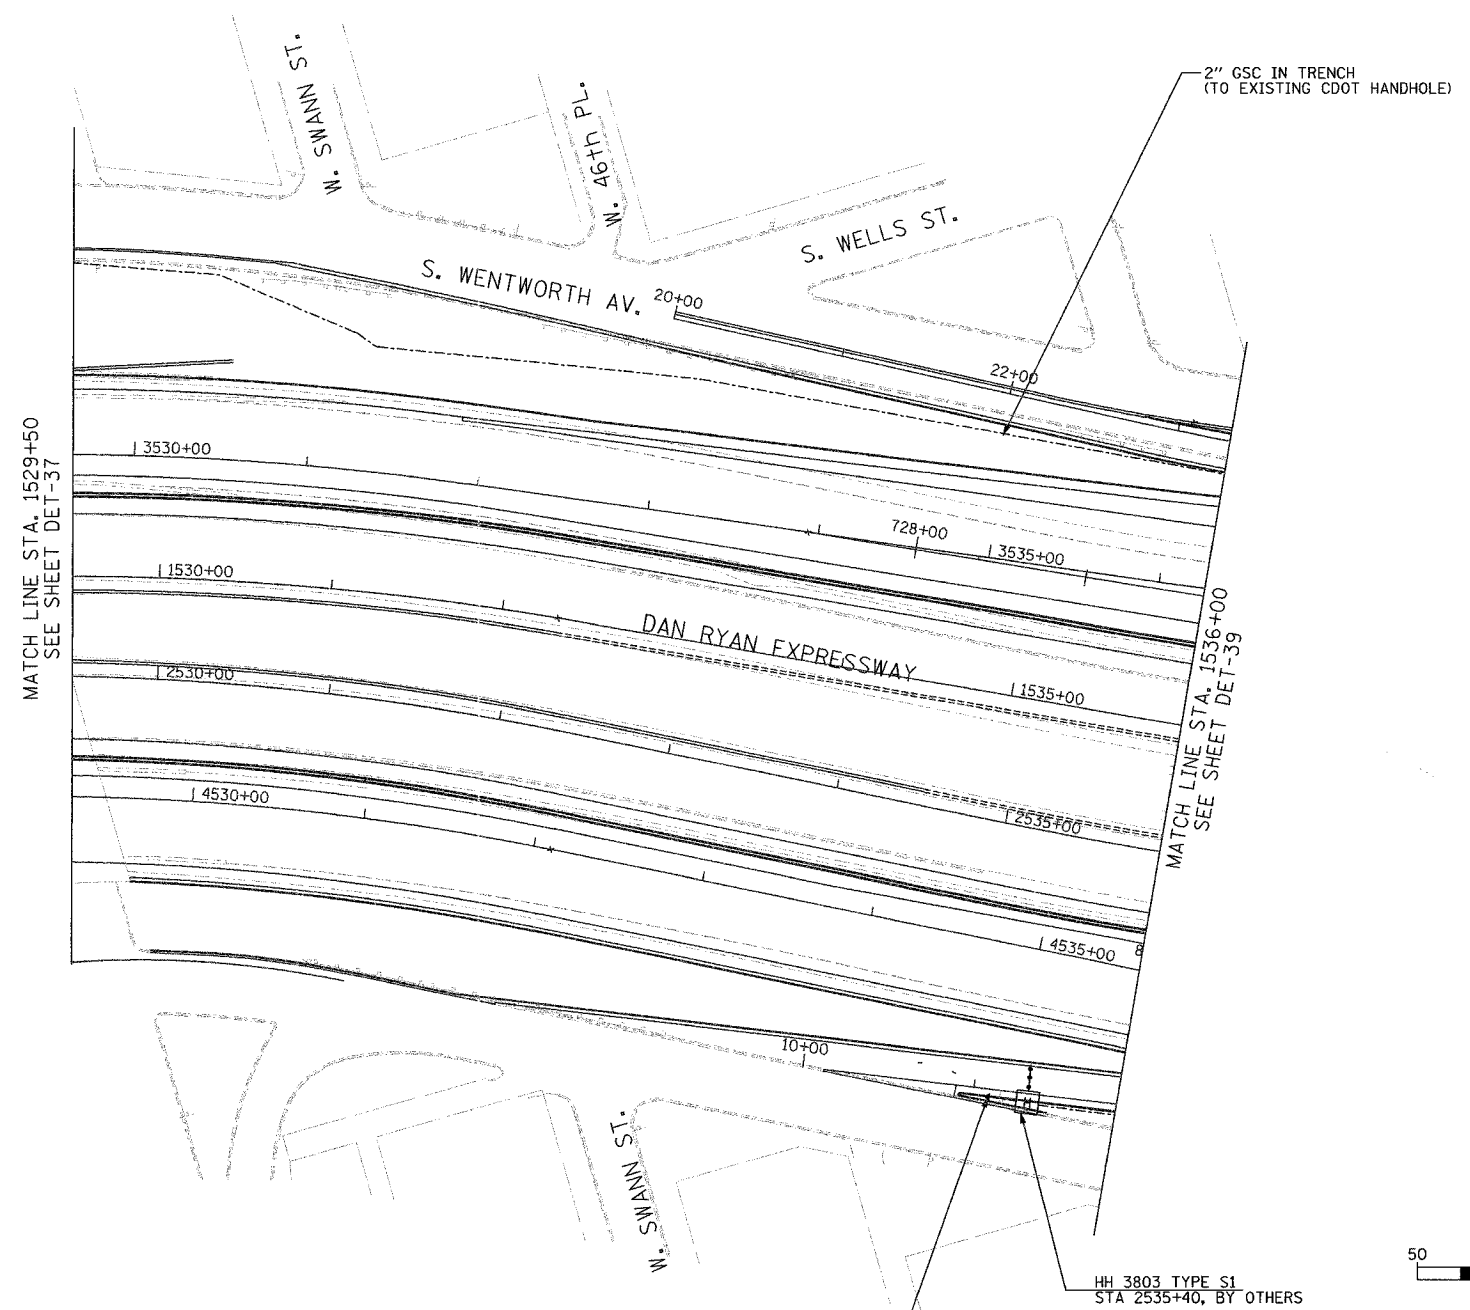 W. SWANN ST.
W. 46th PL.
2" GSC IN TRENCH
(TO EXISTING CDOT HANDHOLE)
S. WELLS ST.
S. WENTWORTH AV.
20+00
22+00
MATCH LINE STA. 1529+50
SEE SHEET DET-37
3530+00
728+00
3535+00
1530+00
DAN RYAN EXPRESSWAY
1535+00
2530+00
2535+00
MATCH LINE STA. 1536+00
SEE SHEET DET-39
4530+00
4535+00
8
10+00
H
W. SWANN ST.
HH 3803 TYPE S1
STA 2535+40, BY OTHERS
50